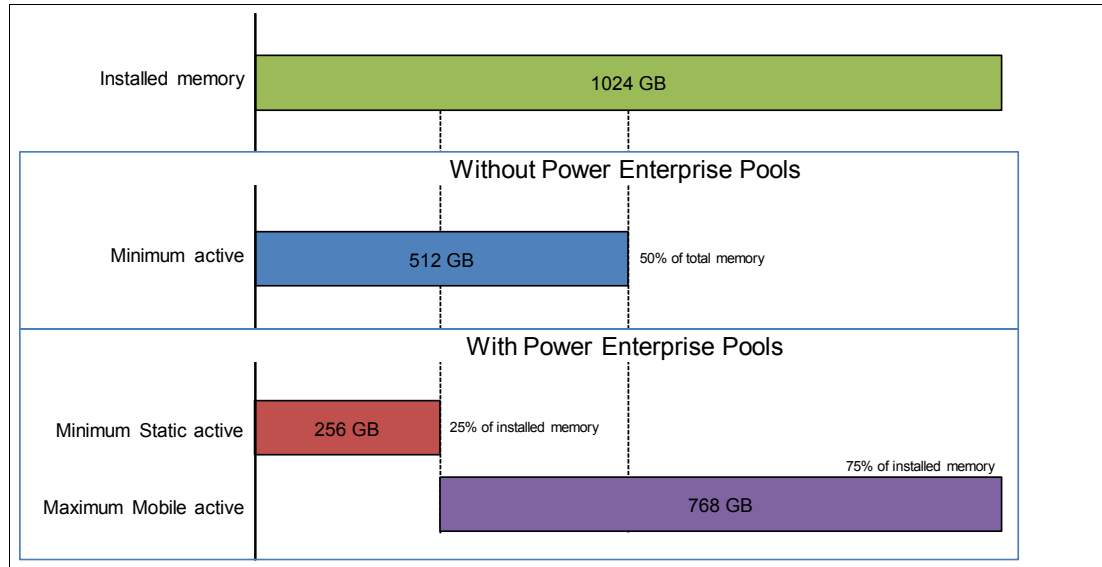 Installed memory
1024 GB
Without Power Enterprise Pools
Minimum active
512 GB
50% of total memory
With Power Enterprise Pools
Minimum Static active
256 GB
25% of installed memory
75% of installed memory
Maximum Mobile active
768 GB